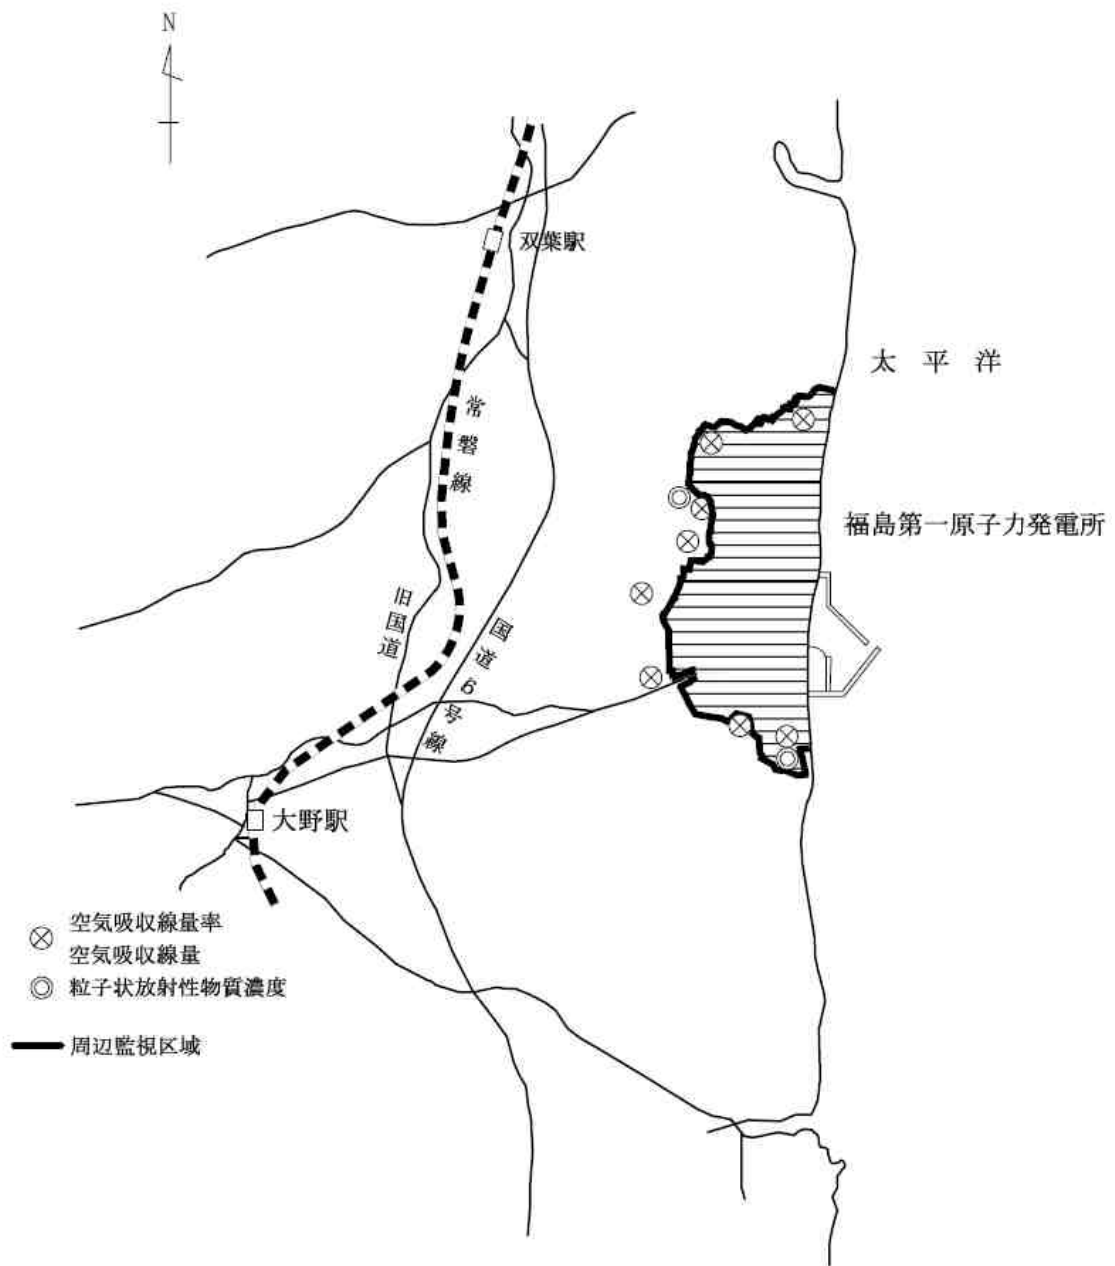 N
双葉駅
太平洋
常磐線
福島第一原子力発電所
旧国道
国道6号線
大野駅
空気吸収線量率
空気吸収線量
粒子状放射性物質濃度
周辺監視区域